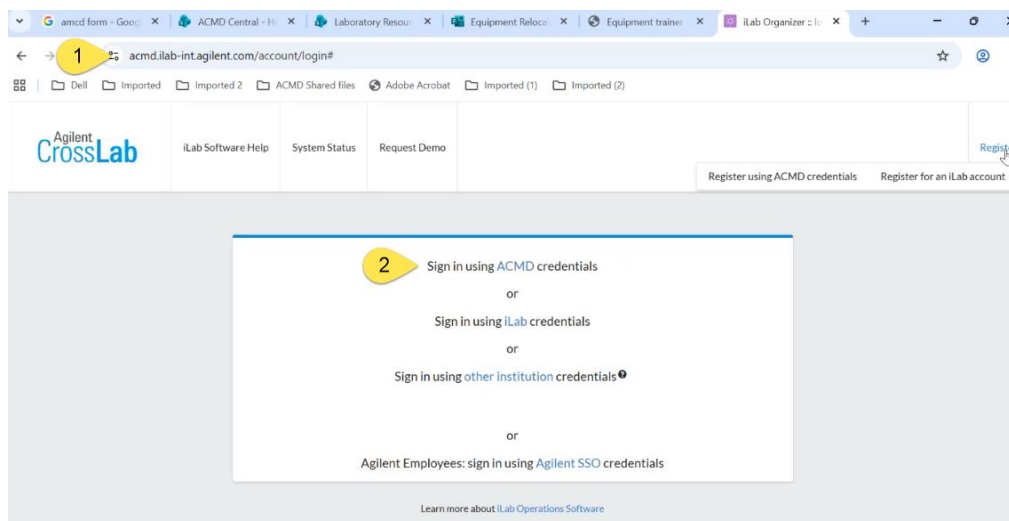 amcd form - Goog
ACMD Central - H
Laboratory Resour
Equipment Reloca
Equipment trainer
iLab Organizer :: lo
1
acmd.ilab-int.agilent.com/account/login#
Dell Imported Imported 2 ACMD Shared files Adobe Acrobat Imported (1) Imported (2)
Agilent
CrossLab
iLab Software Help System Status Request Demo
Regist
Register using ACMD credentials Register for an iLab account
2
Sign in using ACMD credentials
or
Sign in using iLab credentials
or
Sign in using other institution credentials
or
Agilent Employees: sign in using Agilent SSO credentials
Learn more about iLab Operations Software